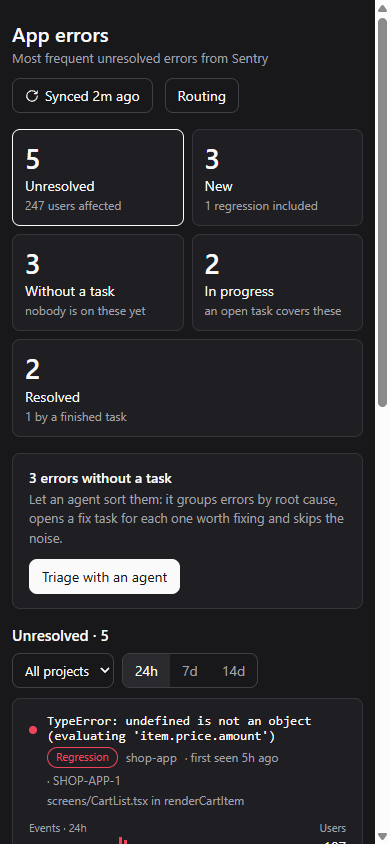 App errors
Most frequent unresolved errors from Sentry
Synced 2m ago
Routing
5
Unresolved
247 users affected
3
New
1 regression included
3
Without a task
nobody is on these yet
2
In progress
an open task covers these
2
Resolved
1 by a finished task
3 errors without a task
Let an agent sort them: it groups errors by root cause,
opens a fix task for each one worth fixing and skips the
noise.
Triage with an agent
Unresolved · 5
All projects
24h
7d
14d
TypeError: undefined is not an object
(evaluating 'item.price.amount')
Regression
shop-app · first seen 5h ago
· SHOP-APP-1
screens/CartList.tsx in renderCartItem
Events · 24h
Users